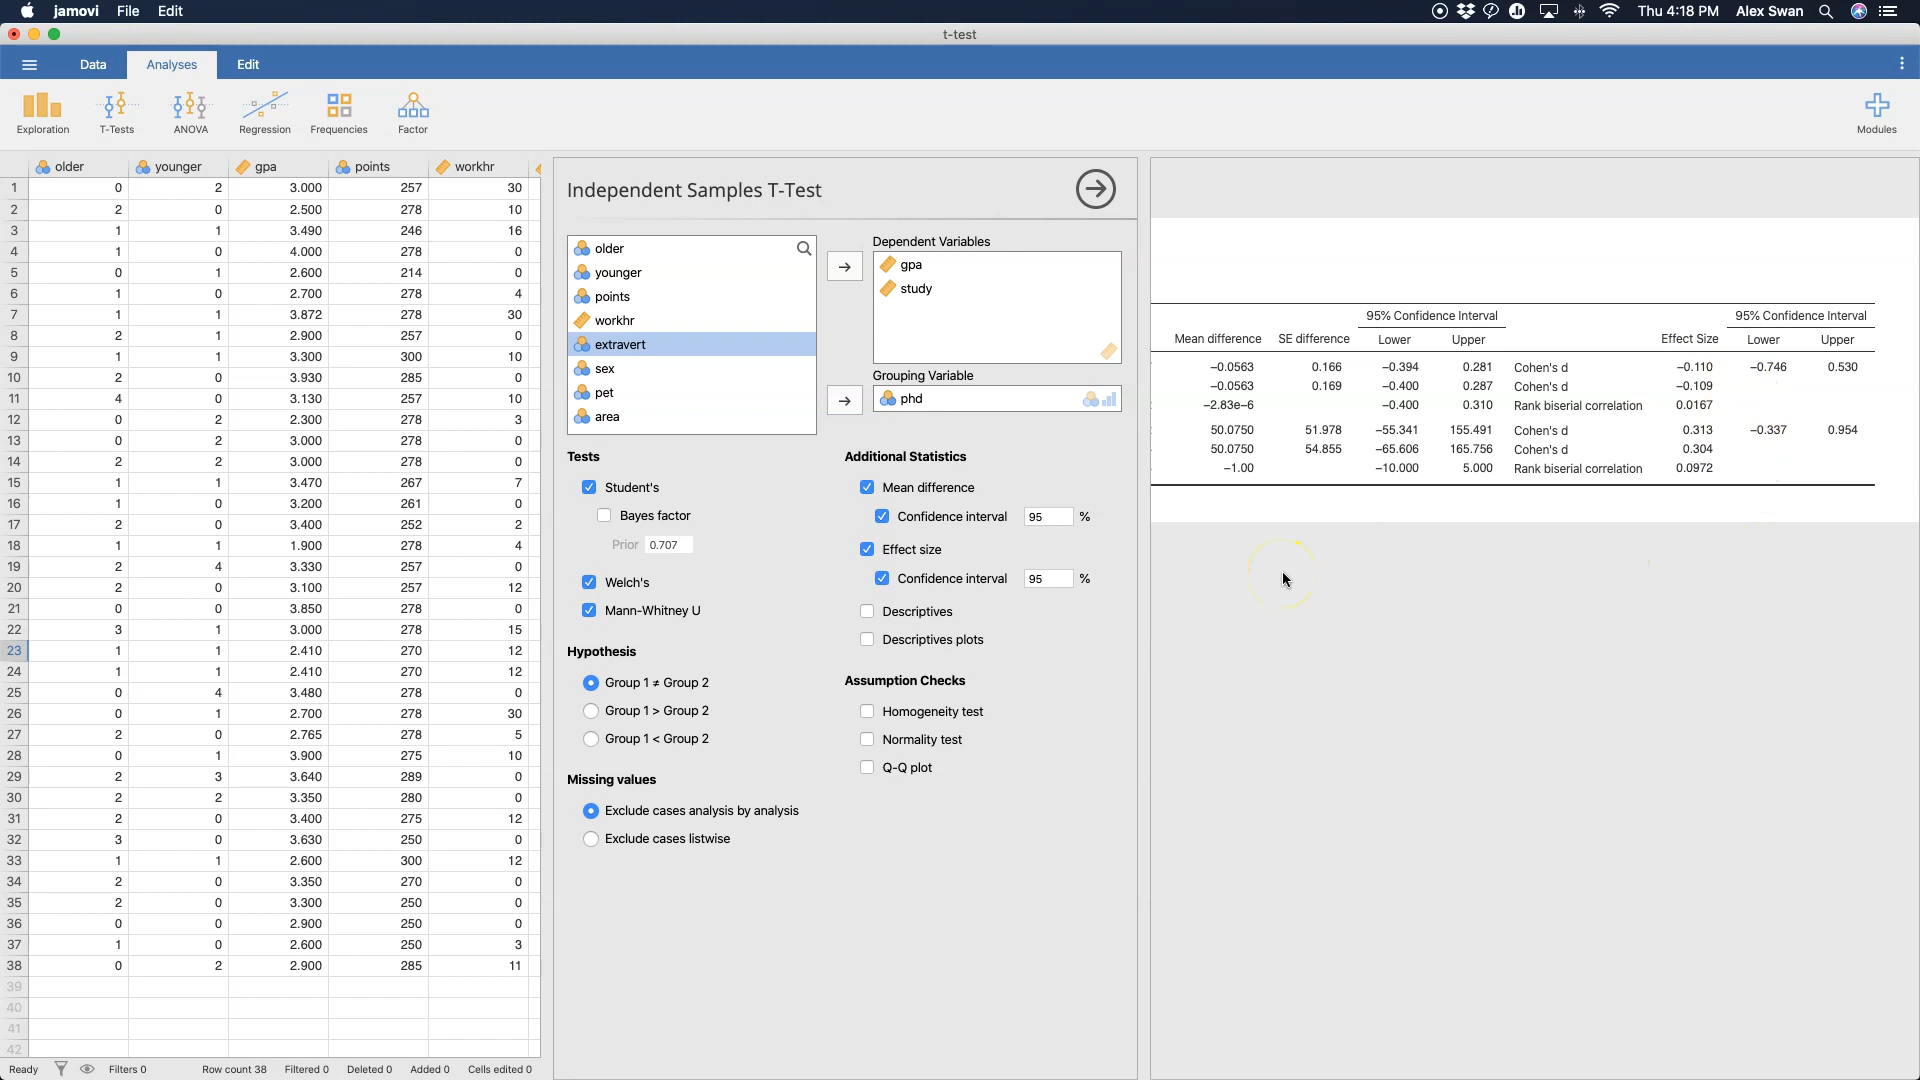 jamovi File Edit Thu 4:18 PM Alex Swan
t-test
Data Analyses Edit
Exploration T-Tests ANOVA Regression Frequencies Factor Modules
older younger gpa points workhr
1 0 2 3.000 257 30
2 2 0 2.500 278 10
3 1 1 3.490 246 16
4 1 0 4.000 278 0
5 0 1 2.600 214 0
6 1 0 2.700 278 4
7 1 1 3.872 278 30
8 2 1 2.900 257 0
9 1 1 3.300 300 10
10 2 0 3.930 285 0
11 4 0 3.130 257 10
12 0 2 2.300 278 3
13 0 2 3.000 278 0
14 2 2 3.000 278 0
15 1 1 3.470 267 7
16 1 0 3.200 261 0
17 2 0 3.400 252 2
18 1 1 1.900 278 4
19 2 4 3.330 257 0
20 2 0 3.100 257 12
21 0 0 3.850 278 0
22 3 1 3.000 278 15
23 1 1 2.410 270 12
24 1 1 2.410 270 12
25 0 4 3.480 278 0
26 0 1 2.700 278 30
27 2 0 2.765 278 5
28 0 1 3.900 275 10
29 2 3 3.640 289 0
30 2 2 3.350 280 0
31 2 0 3.400 275 12
32 3 0 3.630 250 0
33 1 1 2.600 300 12
34 2 0 3.350 270 0
35 2 0 3.300 250 0
36 0 0 2.900 250 0
37 1 0 2.600 250 3
38 0 2 2.900 285 11
39
40
41
42
Ready Filters 0 Row count 38 Filtered 0 Deleted 0 Added 0 Cells edited 0
Independent Samples T-Test
older
younger
points
workhr
extravert
sex
pet
area
Dependent Variables
gpa
study
Grouping Variable
phd
Tests
Student's
Bayes factor
Prior 0.707
Welch's
Mann-Whitney U
Hypothesis
Group 1 ≠ Group 2
Group 1 > Group 2
Group 1 < Group 2
Missing values
Exclude cases analysis by analysis
Exclude cases listwise
Additional Statistics
Mean difference
Confidence interval 95 %
Effect size
Confidence interval 95 %
Descriptives
Descriptives plots
Assumption Checks
Homogeneity test
Normality test
Q-Q plot
95% Confidence Interval 95% Confidence Interval
Mean difference SE difference Lower Upper Effect Size Lower Upper
−0.0563 0.166 −0.394 0.281 Cohen's d −0.110 −0.746 0.530
−0.0563 0.169 −0.400 0.287 Cohen's d −0.109
−2.83e−6 −0.400 0.310 Rank biserial correlation 0.0167
50.0750 51.978 −55.341 155.491 Cohen's d 0.313 −0.337 0.954
50.0750 54.855 −65.606 165.756 Cohen's d 0.304
−1.00 −10.000 5.000 Rank biserial correlation 0.0972